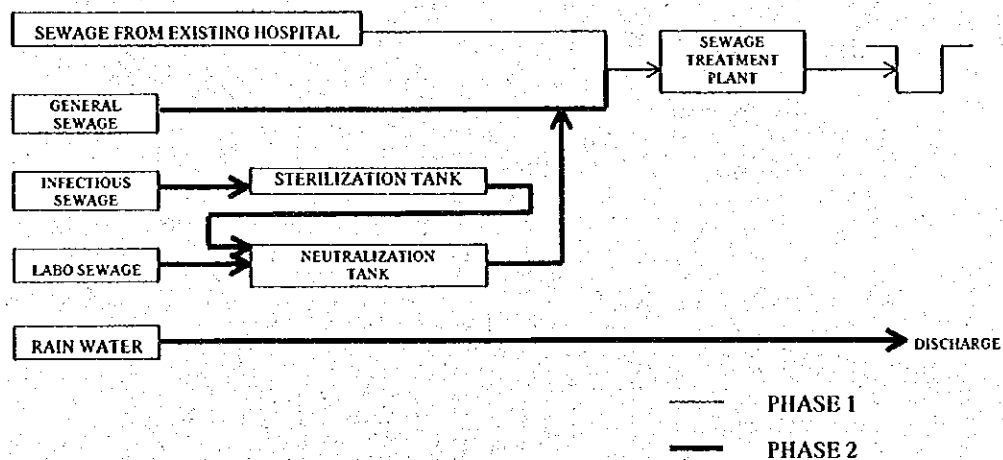 SEWAGE FROM EXISTING HOSPITAL
SEWAGE
TREATMENT
PLANT
GENERAL
SEWAGE
INFECTIOUS
SEWAGE
STERILIZATION TANK
LABO SEWAGE
NEUTRALIZATION
TANK
RAIN WATER
DISCHARGE
PHASE 1
PHASE 2